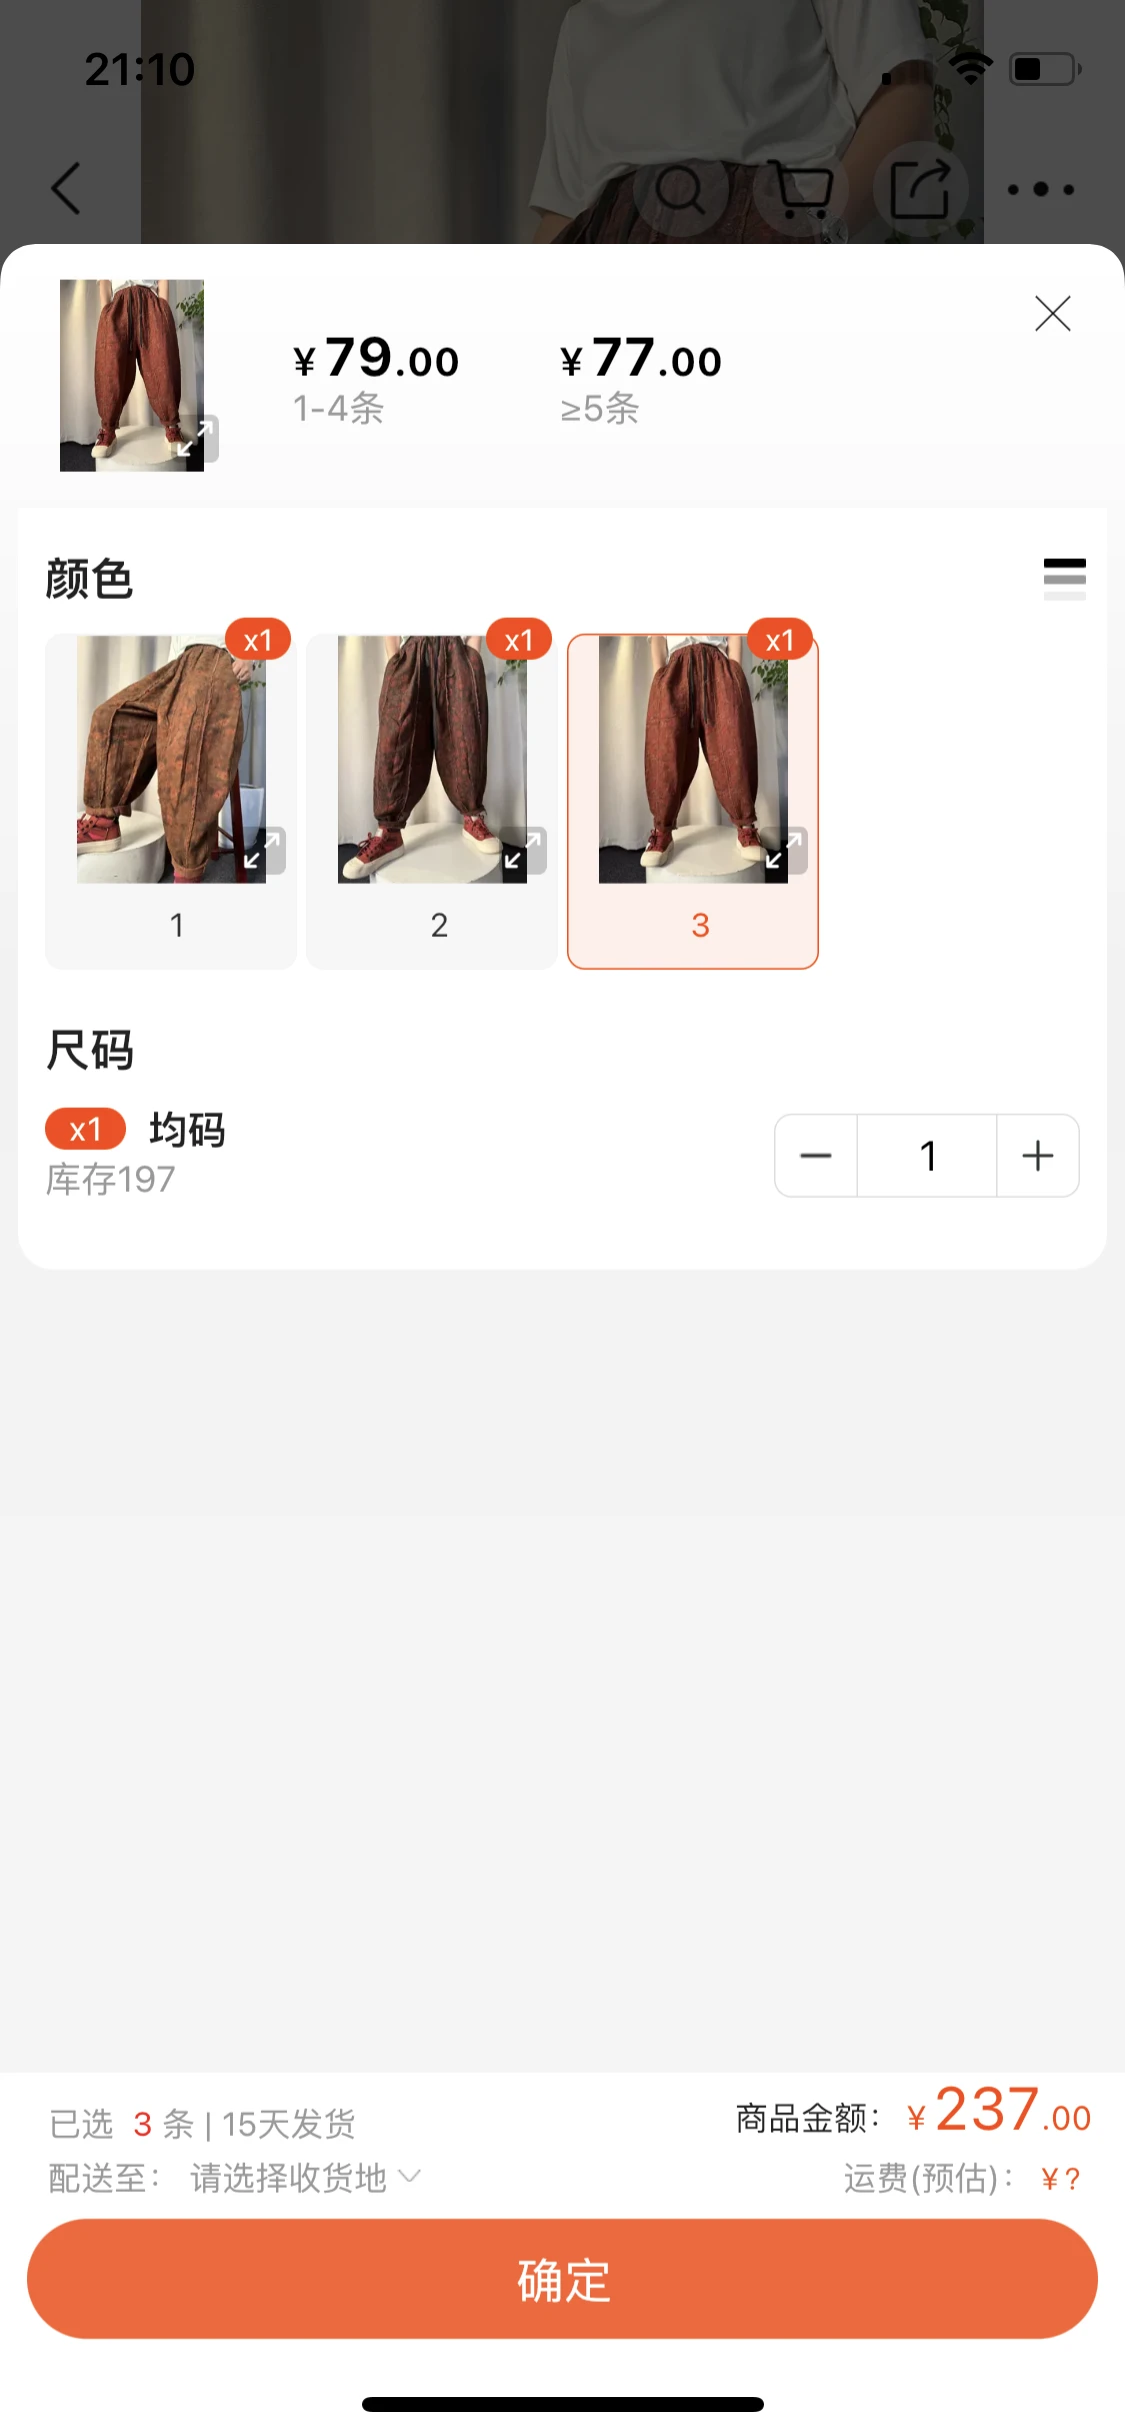 21:10
¥79.00 ¥77.00
1-4条 ≥5条
颜色
x1 x1 x1
1 2 3
尺码
x1 均码
库存197
1
已选 3 条 | 15天发货
商品金额： ¥237.00
配送至： 请选择收货地
运费(预估)： ¥?
确定